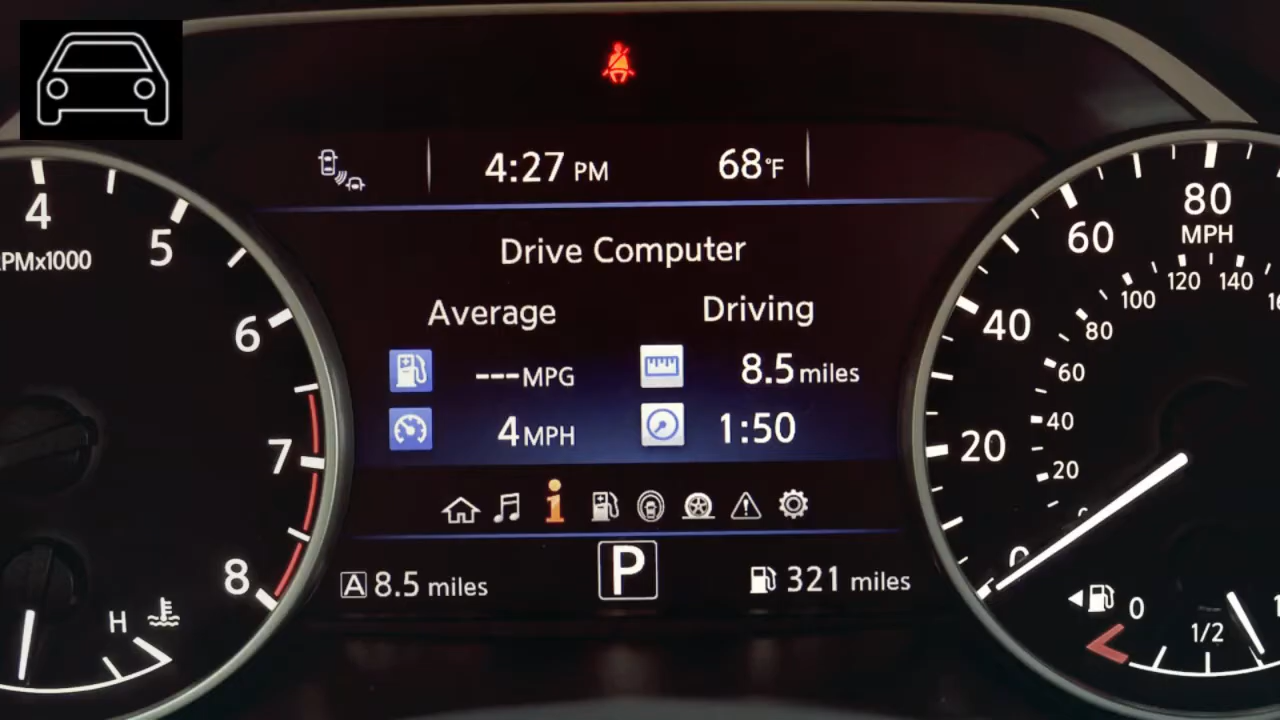 4:27 PM 68°F
Drive Computer
Average Driving
---MPG 8.5 miles
4 MPH 1:50
i
A 8.5 miles P 321 miles
4 5 6 7 8
RPMx1000
H
0 20 40 60 80
MPH
20 40 60 80 100 120 140
0 1/2